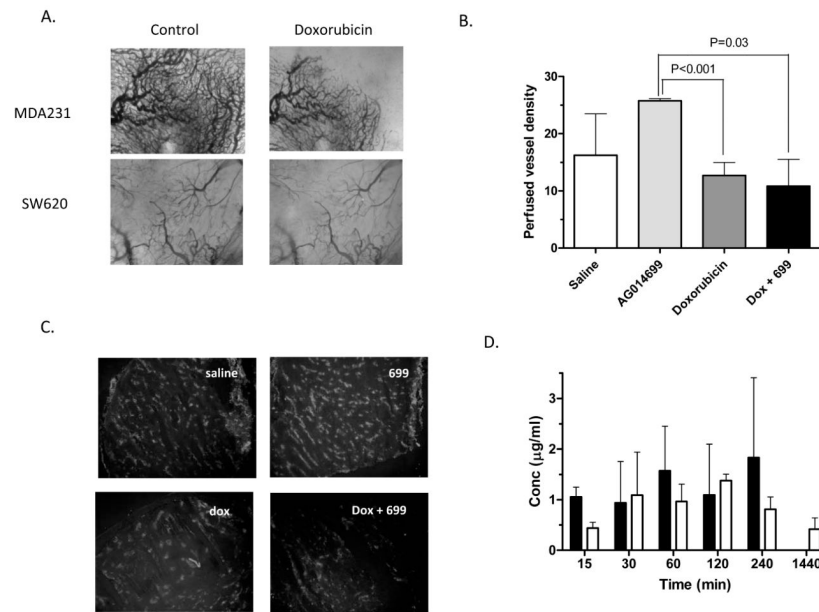 A.
Control
Doxorubicin
MDA231
SW620
B.
P=0.03
P<0.001
Perfused vessel density
30
20
10
0
Saline
AG014699
Doxorubicin
Dox + 699
C.
saline
699
dox
Dox + 699
D.
Conc (µg/ml)
3
2
1
0
15 30 60 120 240 1440
Time (min)